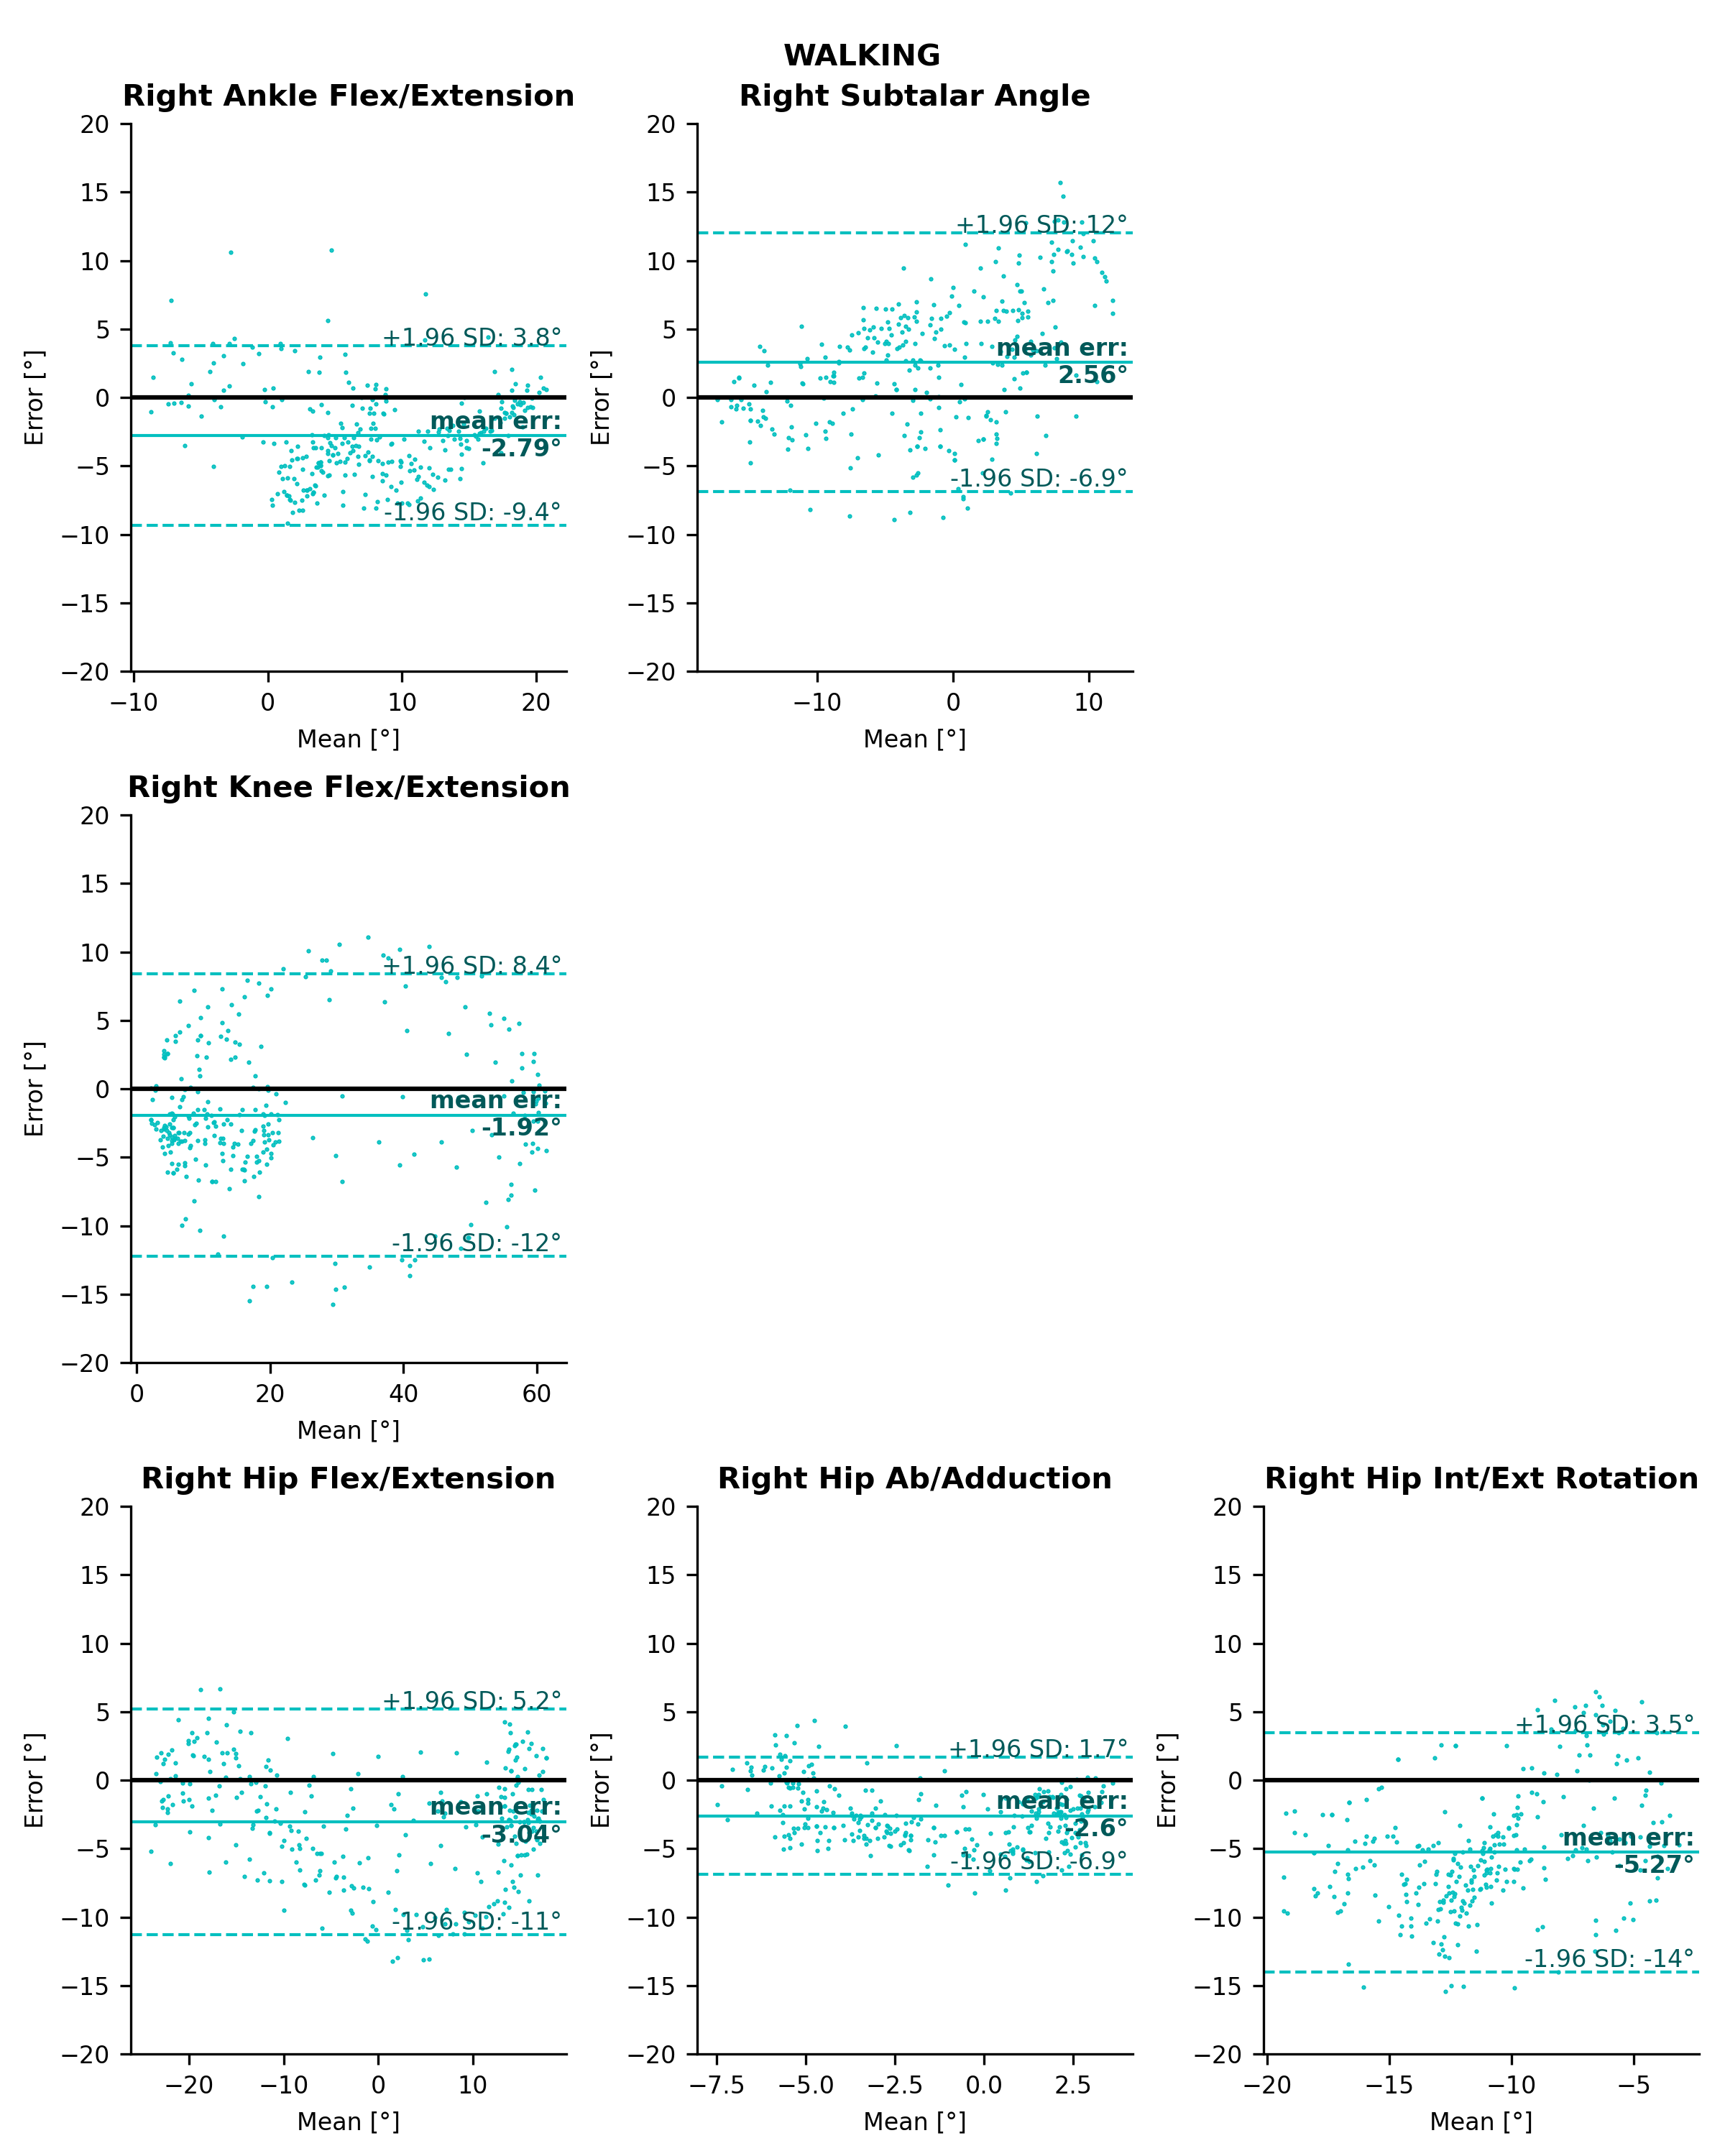 WALKING
Right Ankle Flex/Extension
20
15
10
5
0
−5
−10
−15
−20
Error [°]
+1.96 SD: 3.8°
mean err:
-2.79°
-1.96 SD: -9.4°
−10 0 10 20
Mean [°]
Right Subtalar Angle
20
15
10
5
0
−5
−10
−15
−20
Error [°]
+1.96 SD: 12°
mean err:
2.56°
-1.96 SD: -6.9°
−10 0 10
Mean [°]
Right Knee Flex/Extension
20
15
10
5
0
−5
−10
−15
−20
Error [°]
+1.96 SD: 8.4°
mean err:
-1.92°
-1.96 SD: -12°
0 20 40 60
Mean [°]
Right Hip Flex/Extension
20
15
10
5
0
−5
−10
−15
−20
Error [°]
+1.96 SD: 5.2°
mean err:
-3.04°
-1.96 SD: -11°
−20 −10 0 10
Mean [°]
Right Hip Ab/Adduction
20
15
10
5
0
−5
−10
−15
−20
Error [°]
+1.96 SD: 1.7°
mean err:
-2.6°
-1.96 SD: -6.9°
−7.5 −5.0 −2.5 0.0 2.5
Mean [°]
Right Hip Int/Ext Rotation
20
15
10
5
0
−5
−10
−15
−20
Error [°]
+1.96 SD: 3.5°
mean err:
-5.27°
-1.96 SD: -14°
−20 −15 −10 −5
Mean [°]